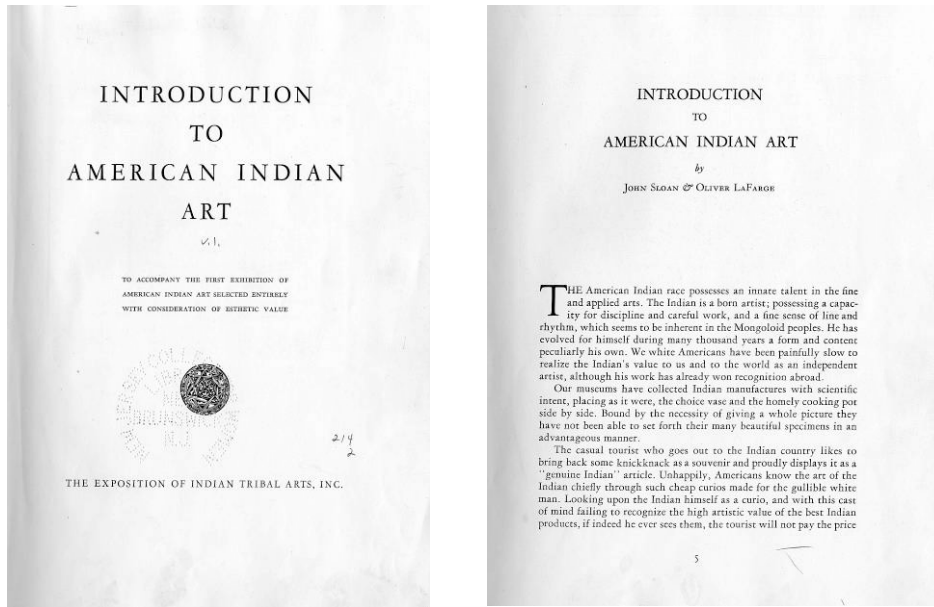 INTRODUCTION
TO
AMERICAN INDIAN
ART
v.1.
TO ACCOMPANY THE FIRST EXHIBITION OF
AMERICAN INDIAN ART SELECTED ENTIRELY
WITH CONSIDERATION OF ESTHETIC VALUE
NEW JERSEY COLLEGE
LIBRARY
NEW
BRUNSWICK
N.J.
WOMEN
214
2
THE EXPOSITION OF INDIAN TRIBAL ARTS, INC.
INTRODUCTION
TO
AMERICAN INDIAN ART
by
JOHN SLOAN & OLIVER LAFARGE
THE American Indian race possesses an innate talent in the fine
and applied arts. The Indian is a born artist; possessing a capac-
ity for discipline and careful work, and a fine sense of line and
rhythm, which seems to be inherent in the Mongoloid peoples. He has
evolved for himself during many thousand years a form and content
peculiarly his own. We white Americans have been painfully slow to
realize the Indian's value to us and to the world as an independent
artist, although his work has already won recognition abroad.
Our museums have collected Indian manufactures with scientific
intent, placing as it were, the choice vase and the homely cooking pot
side by side. Bound by the necessity of giving a whole picture they
have not been able to set forth their many beautiful specimens in an
advantageous manner.
The casual tourist who goes out to the Indian country likes to
bring back some knickknack as a souvenir and proudly displays it as a
"genuine Indian" article. Unhappily, Americans know the art of the
Indian chiefly through such cheap curios made for the gullible white
man. Looking upon the Indian himself as a curio, and with this cast
of mind failing to recognize the high artistic value of the best Indian
products, if indeed he ever sees them, the tourist will not pay the price
5